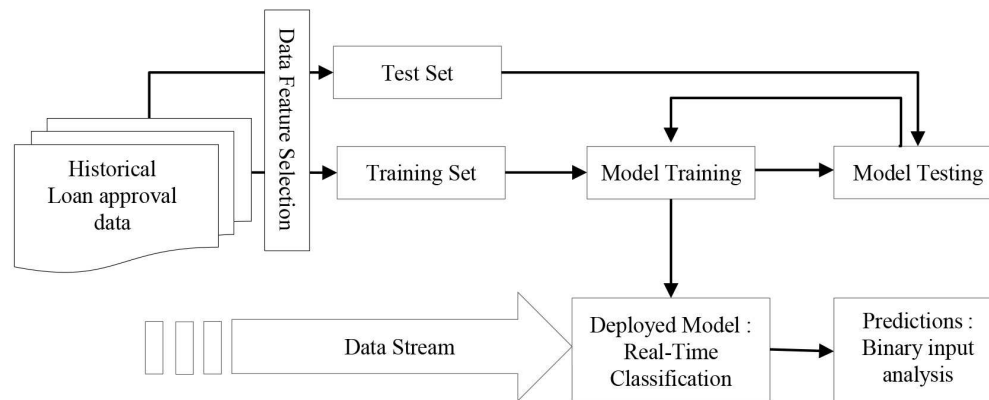 Data Feature Selection
Test Set
Historical
Loan approval
data
Training Set
Model Training
Model Testing
Data Stream
Deployed Model :
Real-Time
Classification
Predictions :
Binary input
analysis